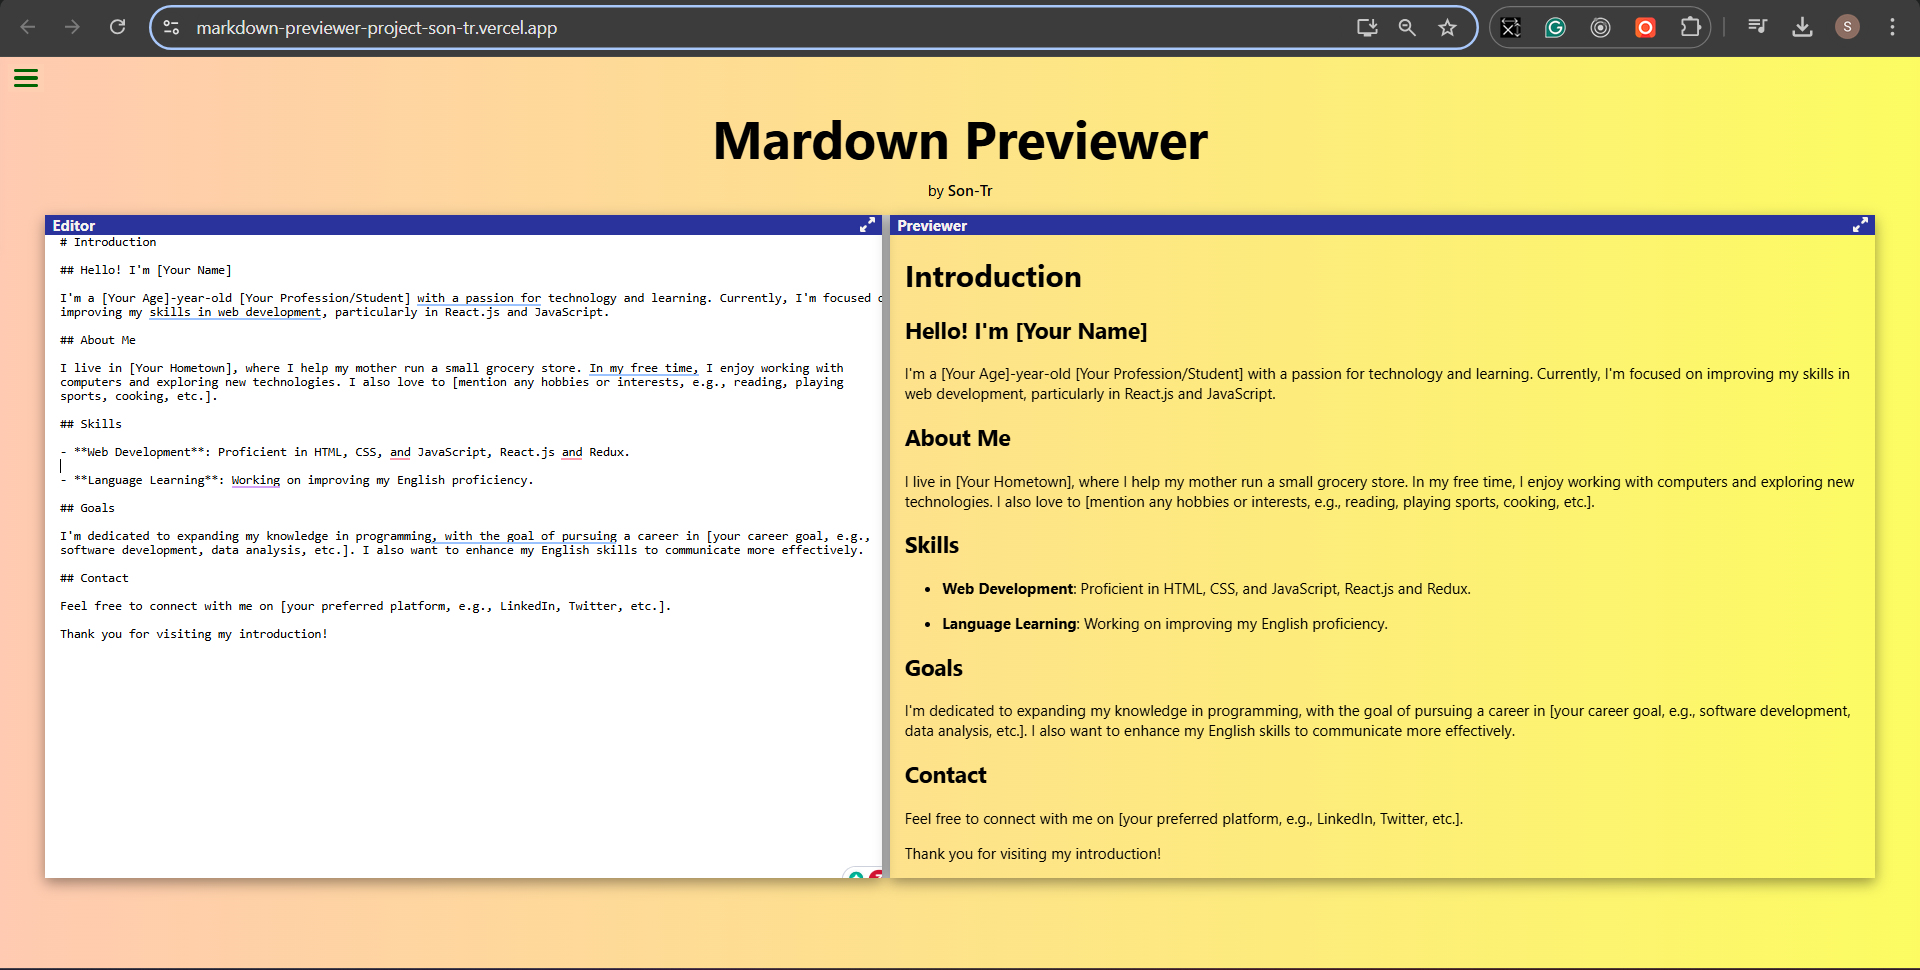 markdown-previewer-project-son-tr.vercel.app
S
Mardown Previewer
by Son-Tr
Editor
# Introduction
## Hello! I'm [Your Name]
I'm a [Your Age]-year-old [Your Profession/Student] with a passion for technology and learning. Currently, I'm focused
improving my skills in web development, particularly in React.js and JavaScript.
## About Me
I live in [Your Hometown], where I help my mother run a small grocery store. In my free time, I enjoy working with
computers and exploring new technologies. I also love to [mention any hobbies or interests, e.g., reading, playing
sports, cooking, etc.].
## Skills
- **Web Development**: Proficient in HTML, CSS, and JavaScript, React.js and Redux.
- **Language Learning**: Working on improving my English proficiency.
## Goals
I'm dedicated to expanding my knowledge in programming, with the goal of pursuing a career in [your career goal, e.g.,
software development, data analysis, etc.]. I also want to enhance my English skills to communicate more effectively.
## Contact
Feel free to connect with me on [your preferred platform, e.g., LinkedIn, Twitter, etc.].
Thank you for visiting my introduction!
Previewer
Introduction
Hello! I'm [Your Name]
I'm a [Your Age]-year-old [Your Profession/Student] with a passion for technology and learning. Currently, I'm focused on improving my skills in
web development, particularly in React.js and JavaScript.
About Me
I live in [Your Hometown], where I help my mother run a small grocery store. In my free time, I enjoy working with computers and exploring new
technologies. I also love to [mention any hobbies or interests, e.g., reading, playing sports, cooking, etc.].
Skills
• Web Development: Proficient in HTML, CSS, and JavaScript, React.js and Redux.
• Language Learning: Working on improving my English proficiency.
Goals
I'm dedicated to expanding my knowledge in programming, with the goal of pursuing a career in [your career goal, e.g., software development,
data analysis, etc.]. I also want to enhance my English skills to communicate more effectively.
Contact
Feel free to connect with me on [your preferred platform, e.g., LinkedIn, Twitter, etc.].
Thank you for visiting my introduction!